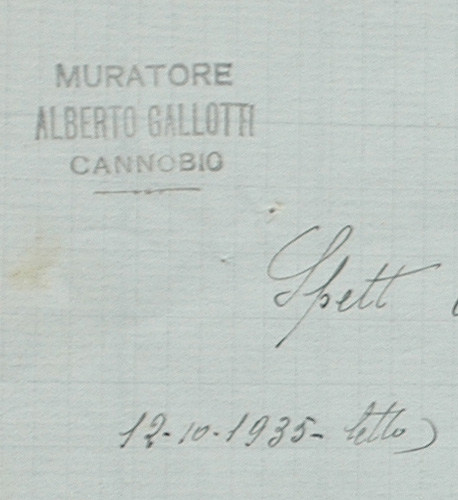 MURATORE
ALBERTO GALLOTTI
CANNOBIO
Spett
12-10-1935- letto